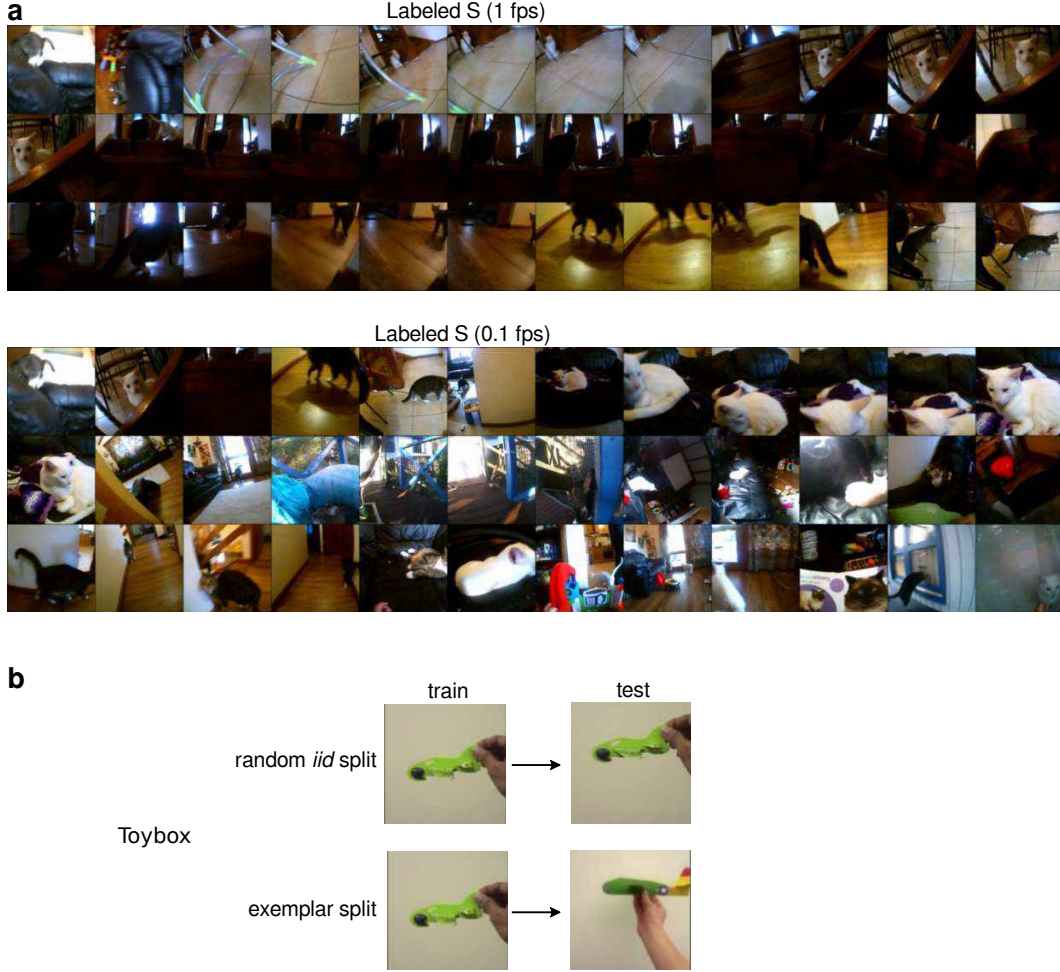 a
Labeled S (1 fps)
Labeled S (0.1 fps)
b
train test
random iid split
Toybox
exemplar split